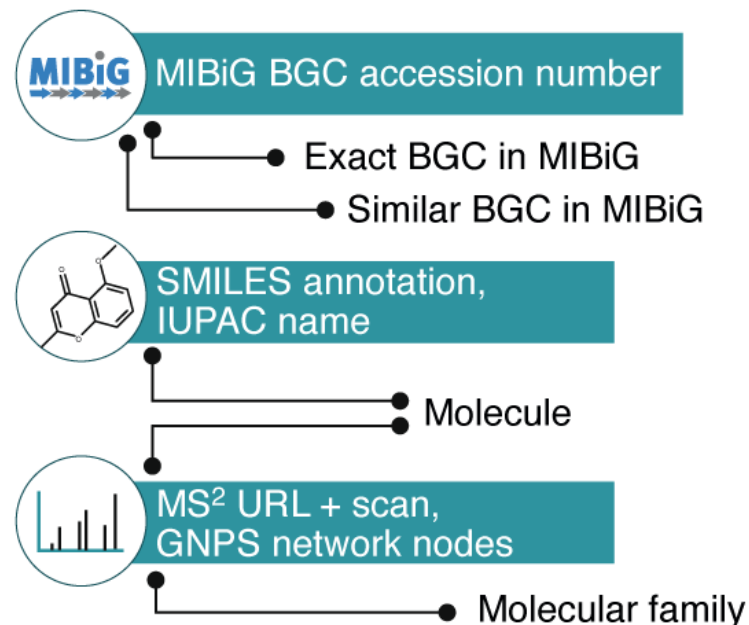 MIBiG
MIBiG BGC accession number
Exact BGC in MIBiG
Similar BGC in MIBiG
O
O
O
SMILES annotation,
IUPAC name
Molecule
MS² URL + scan,
GNPS network nodes
Molecular family